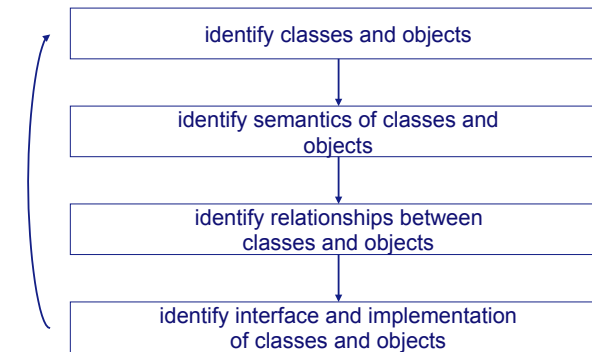 identify classes and objects
identify semantics of classes and
objects
identify relationships between
classes and objects
identify interface and implementation
of classes and objects